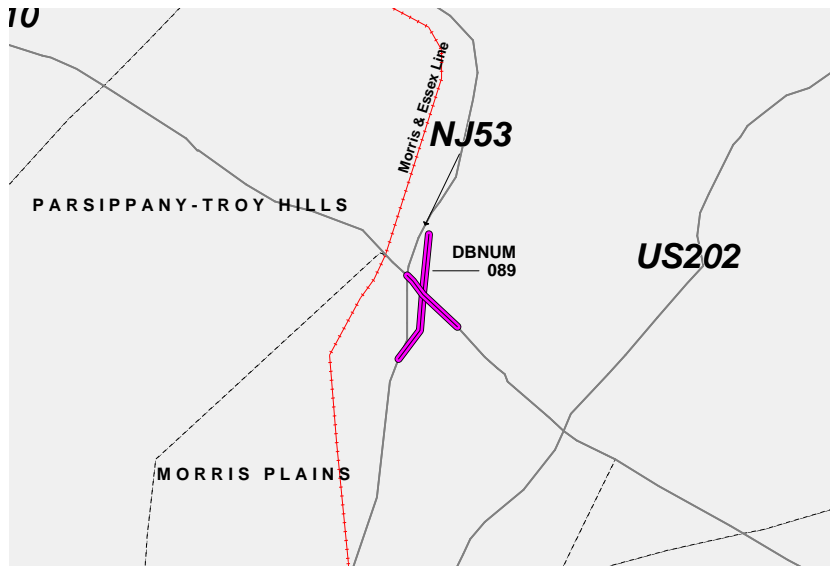 10
Morris & Essex Line
NJ53
PARSIPPANY-TROY HILLS
DBNUM
089
US202
MORRIS PLAINS